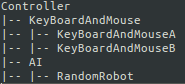 Controller
|-- KeyBoardAndMouse
|-- |-- KeyBoardAndMouseA
|-- |-- KeyBoardAndMouseB
|-- AI
|-- |-- RandomRobot